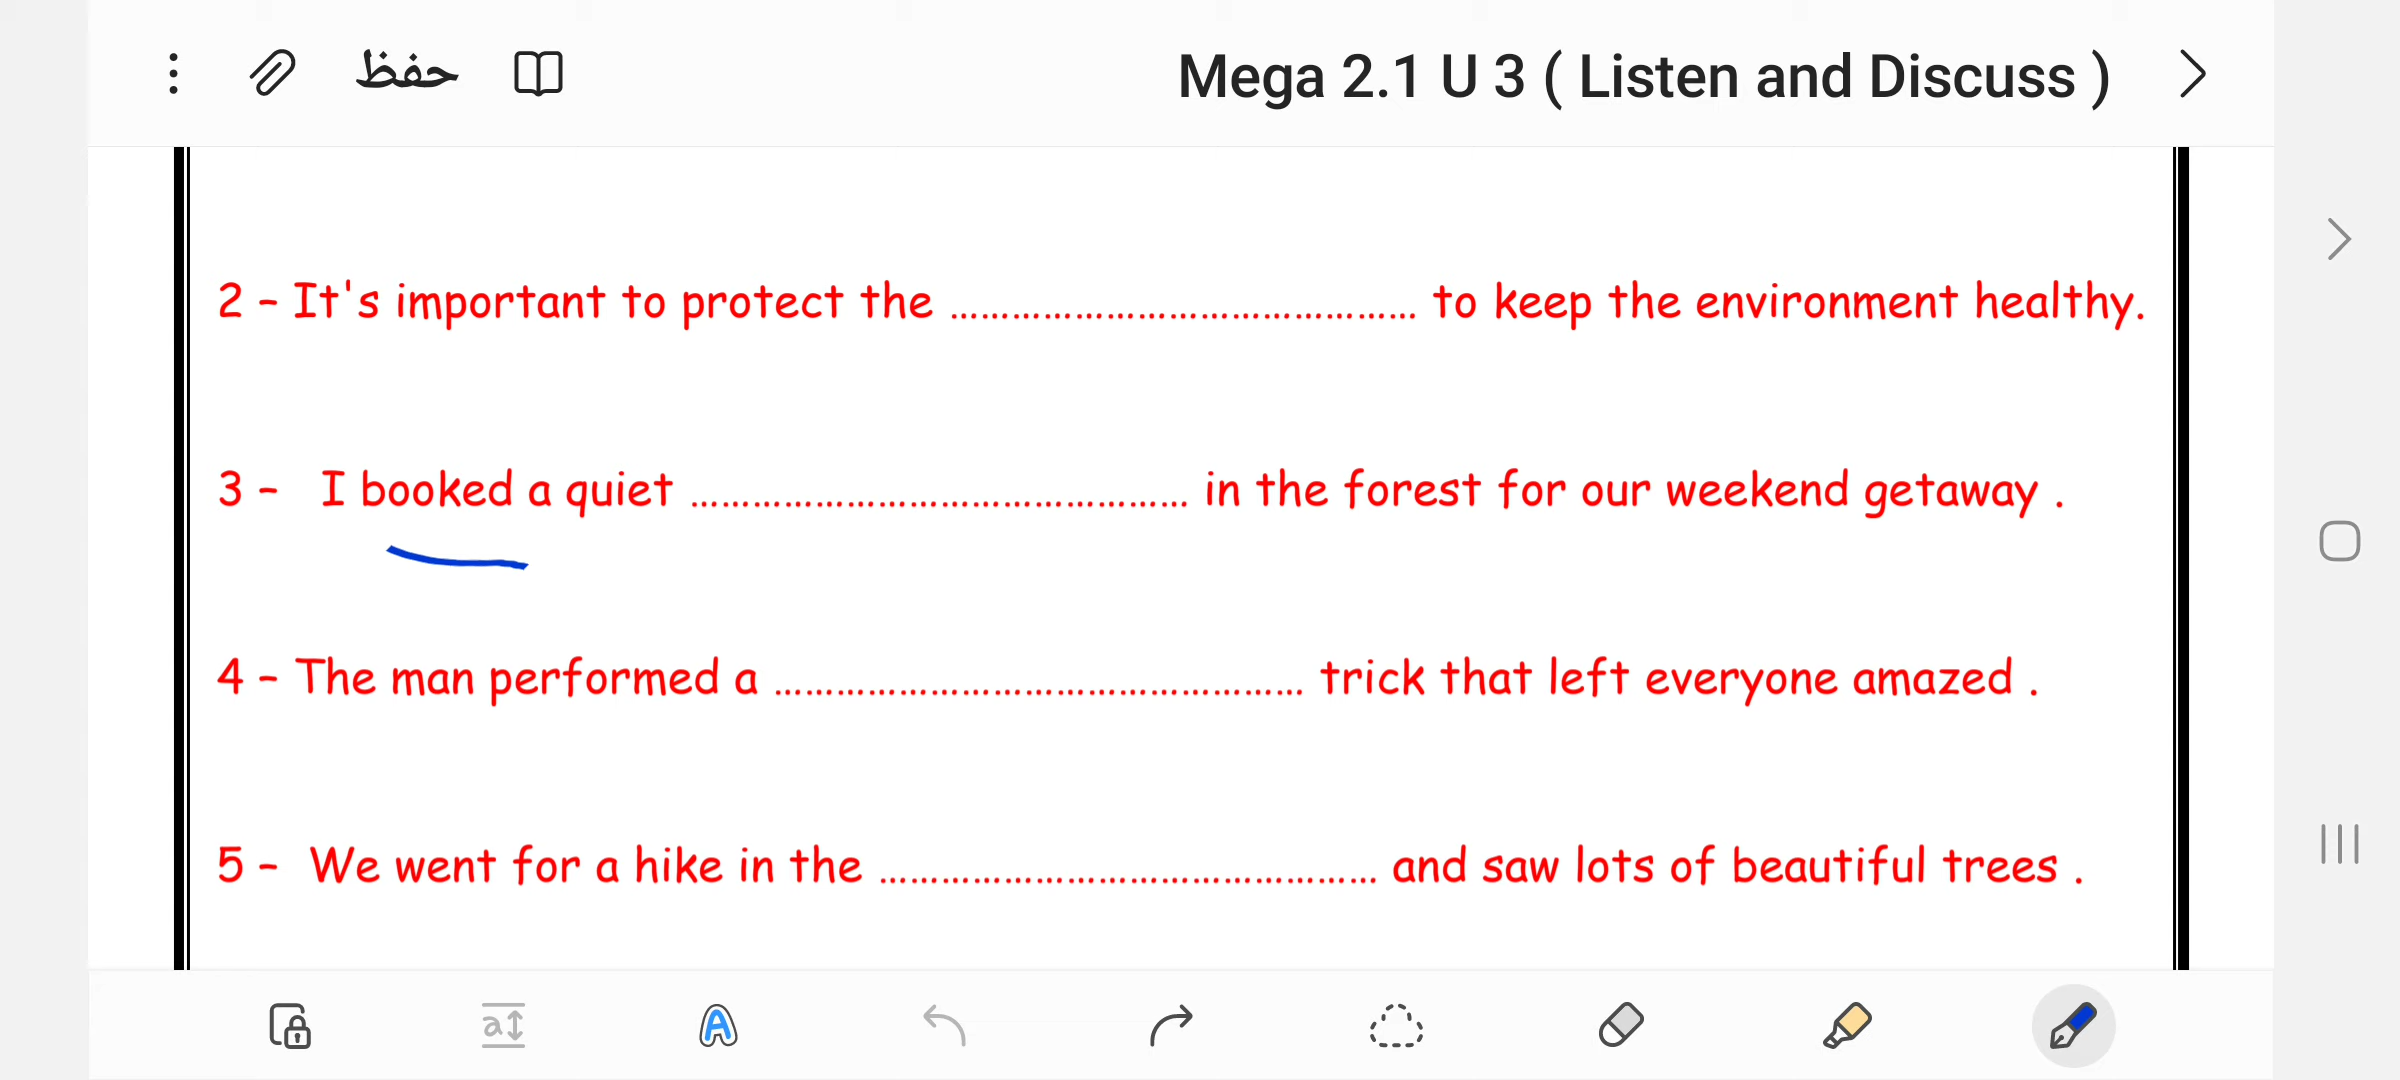 حفظ
Mega 2.1 U 3 ( Listen and Discuss )
2 - It's important to protect the ............................................. to keep the environment healthy.
3 - I booked a quiet ................................................ in the forest for our weekend getaway .
4 - The man performed a ................................................... trick that left everyone amazed .
5 - We went for a hike in the ................................................ and saw lots of beautiful trees .
a A